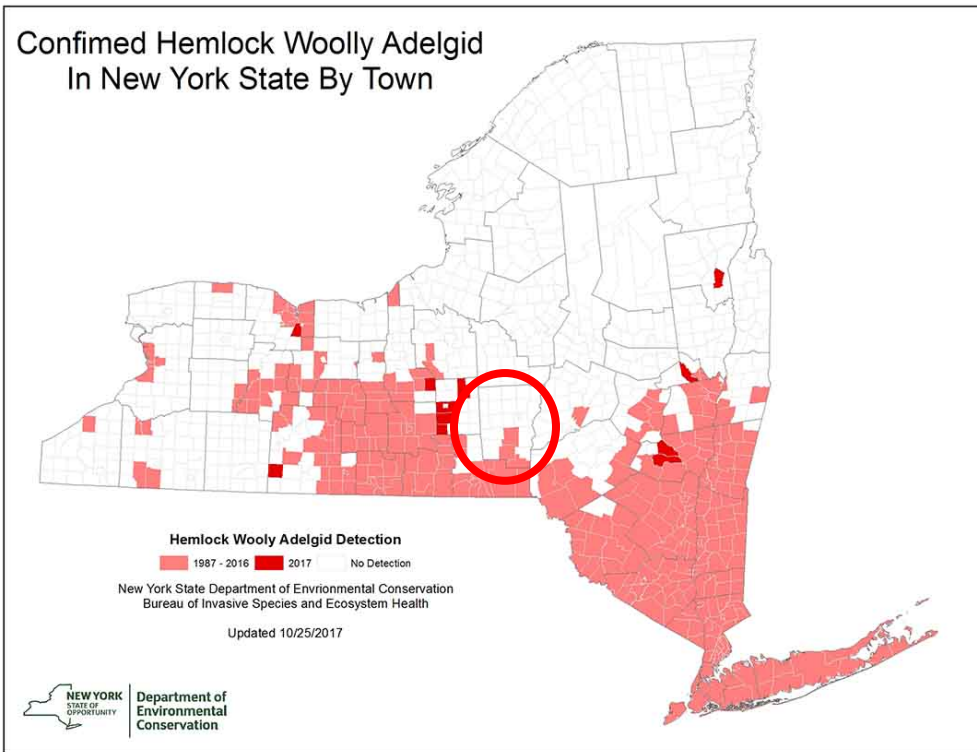 Confimed Hemlock Woolly Adelgid
In New York State By Town
Hemlock Wooly Adelgid Detection
1987 - 2016 2017 No Detection
New York State Department of Envrionmental Conservation
Bureau of Invasive Species and Ecosystem Health
Updated 10/25/2017
NEW YORK
STATE OF
OPPORTUNITY
Department of
Environmental
Conservation